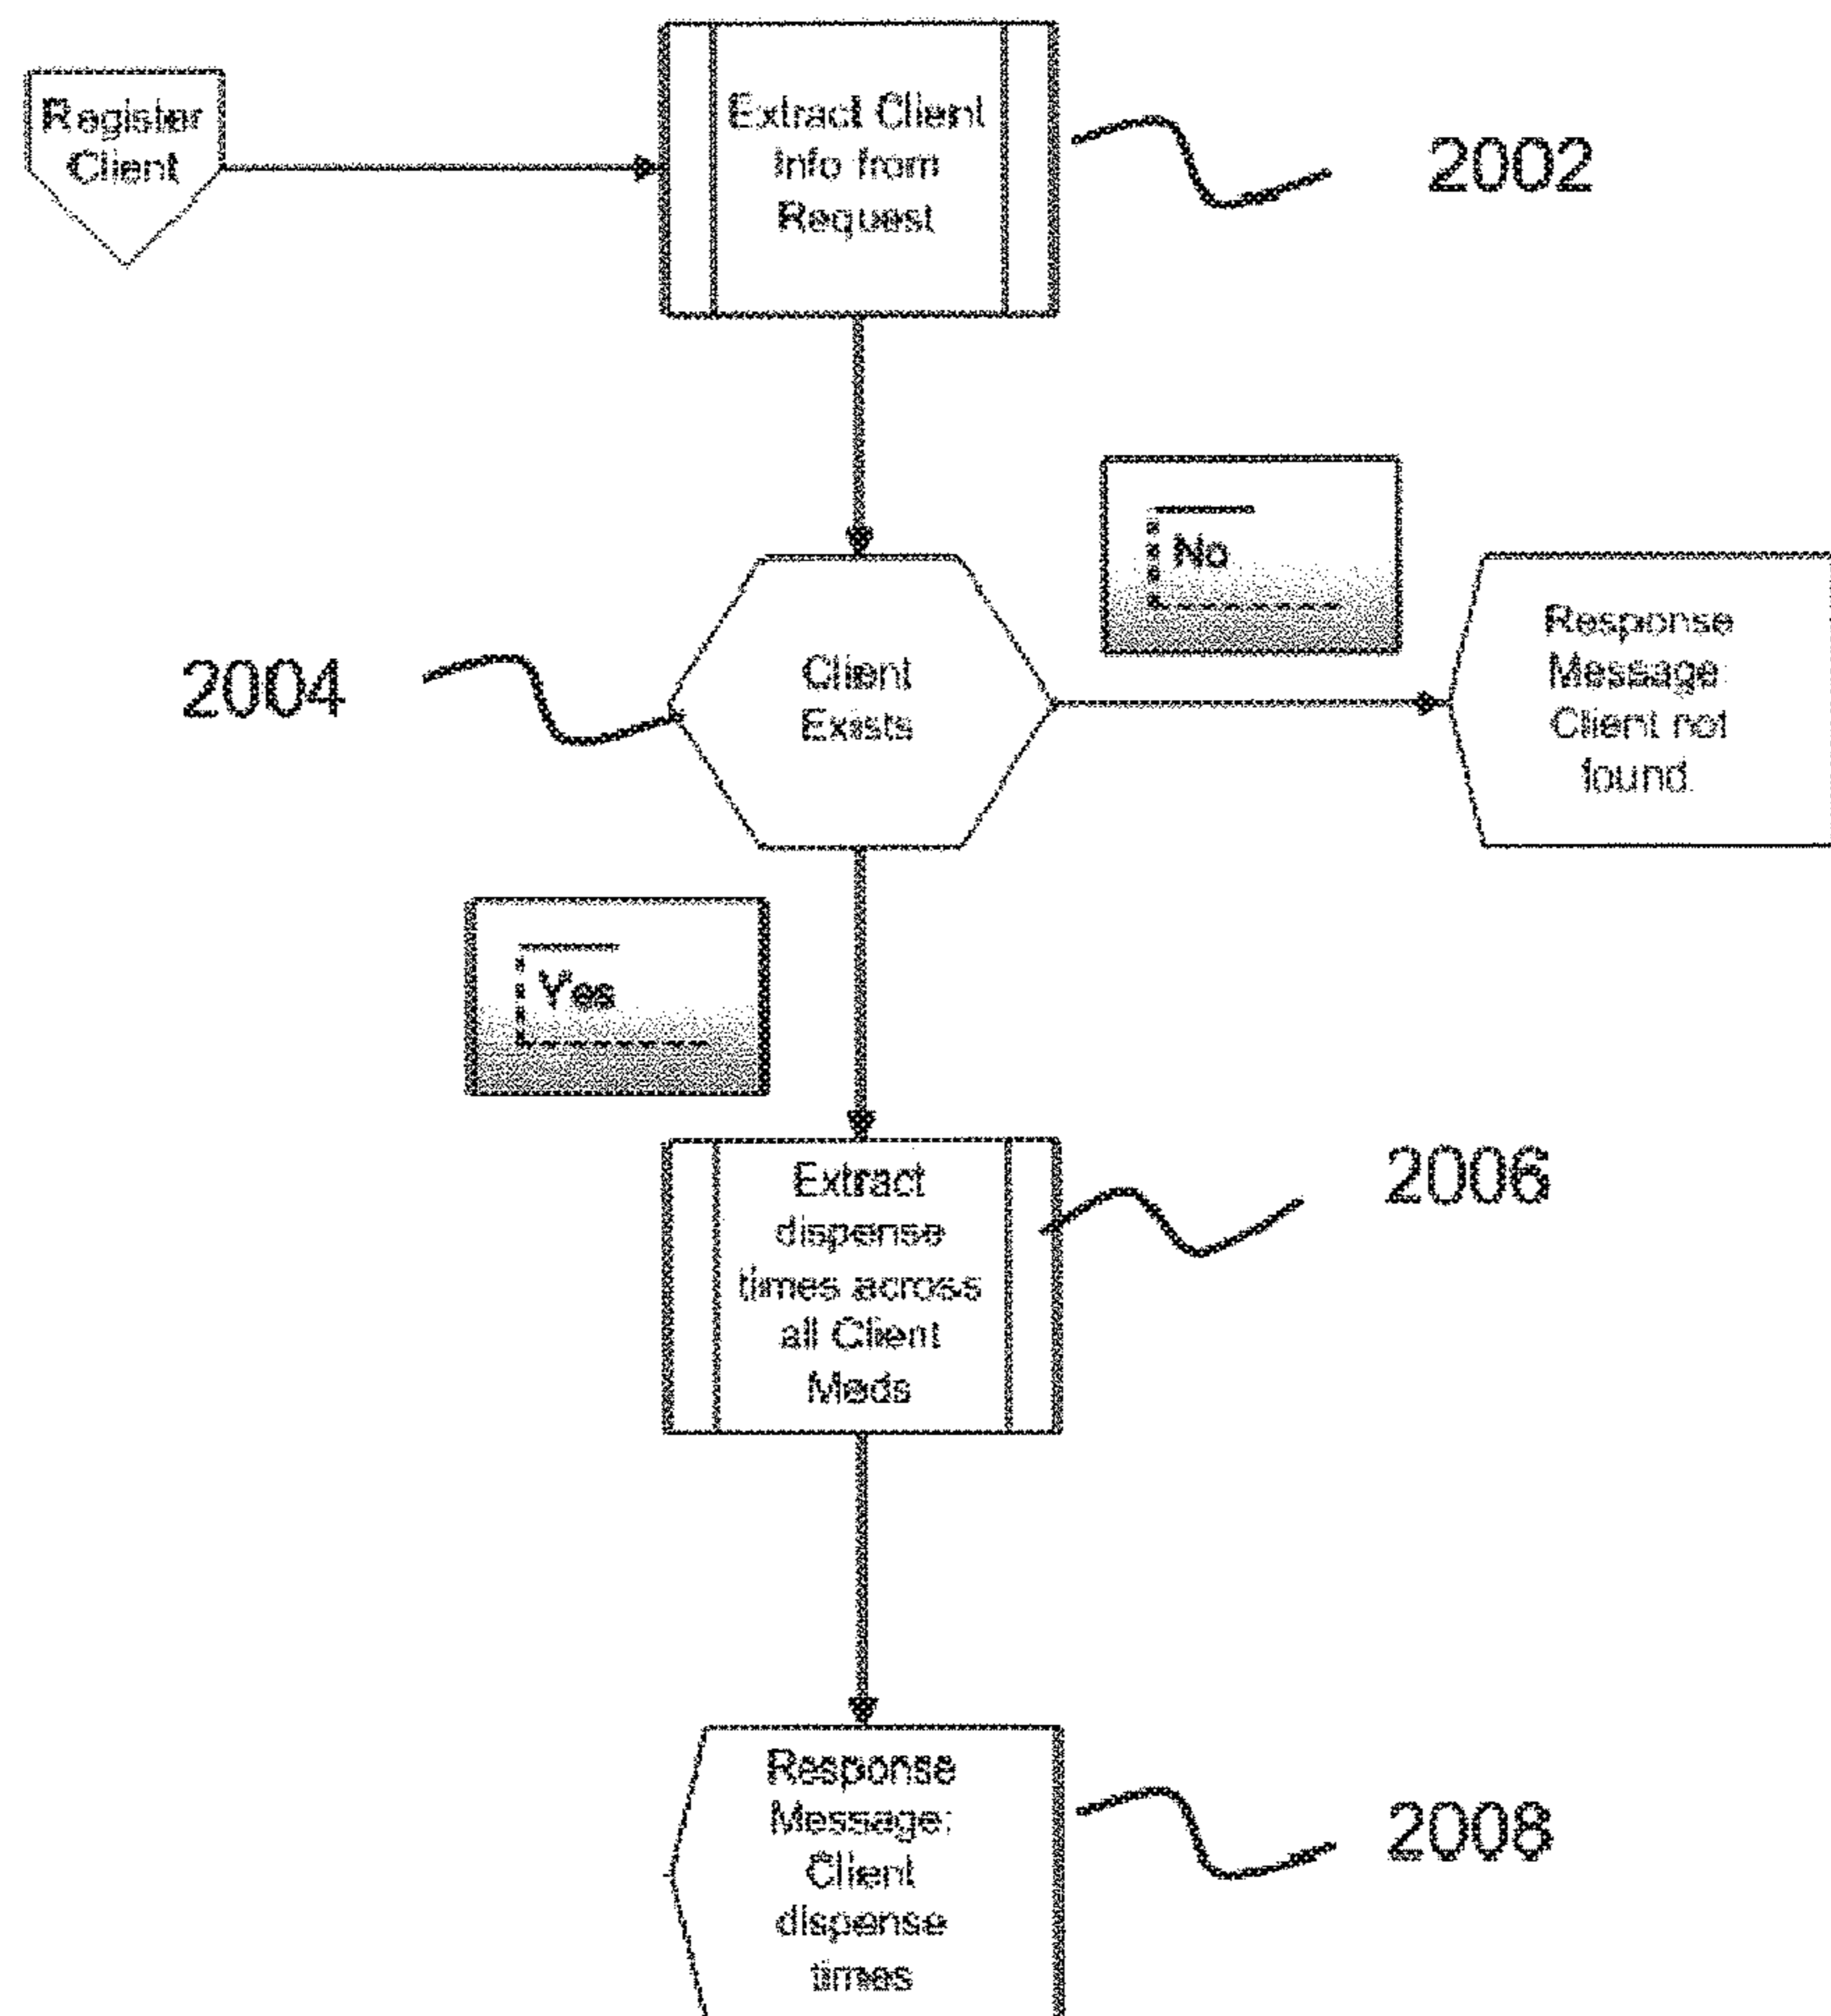 Register
Client
Extract Client
Info from
Request
2002
No
2004
Client
Exists
Response
Message:
Client not
found.
Yes
Extract
dispense
times across
all Client
Meds
2006
Response
Message:
Client
dispense
times
2008